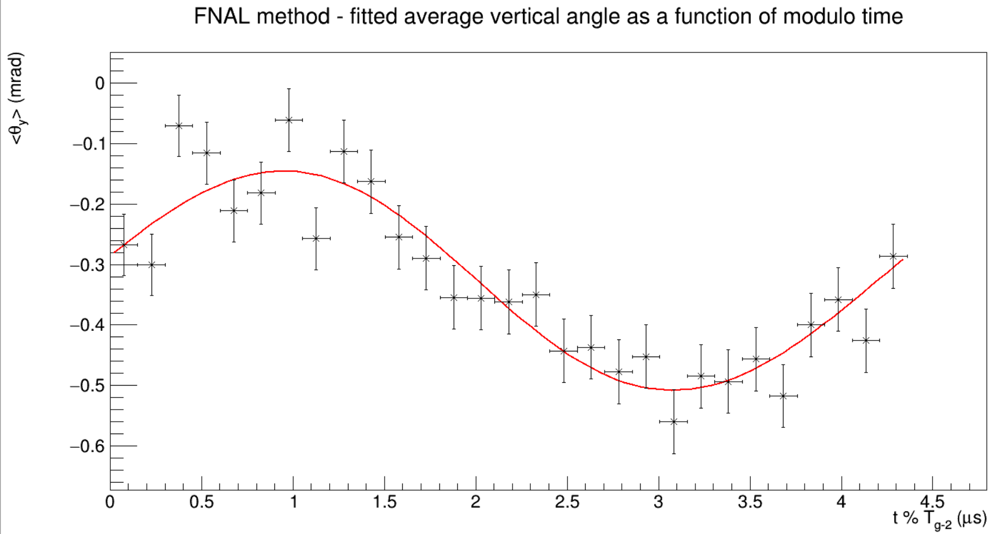 FNAL method - fitted average vertical angle as a function of modulo time
<θy> (mrad)
0
−0.1
−0.2
−0.3
−0.4
−0.5
−0.6
0 0.5 1 1.5 2 2.5 3 3.5 4 4.5
t % Tg-2 (μs)